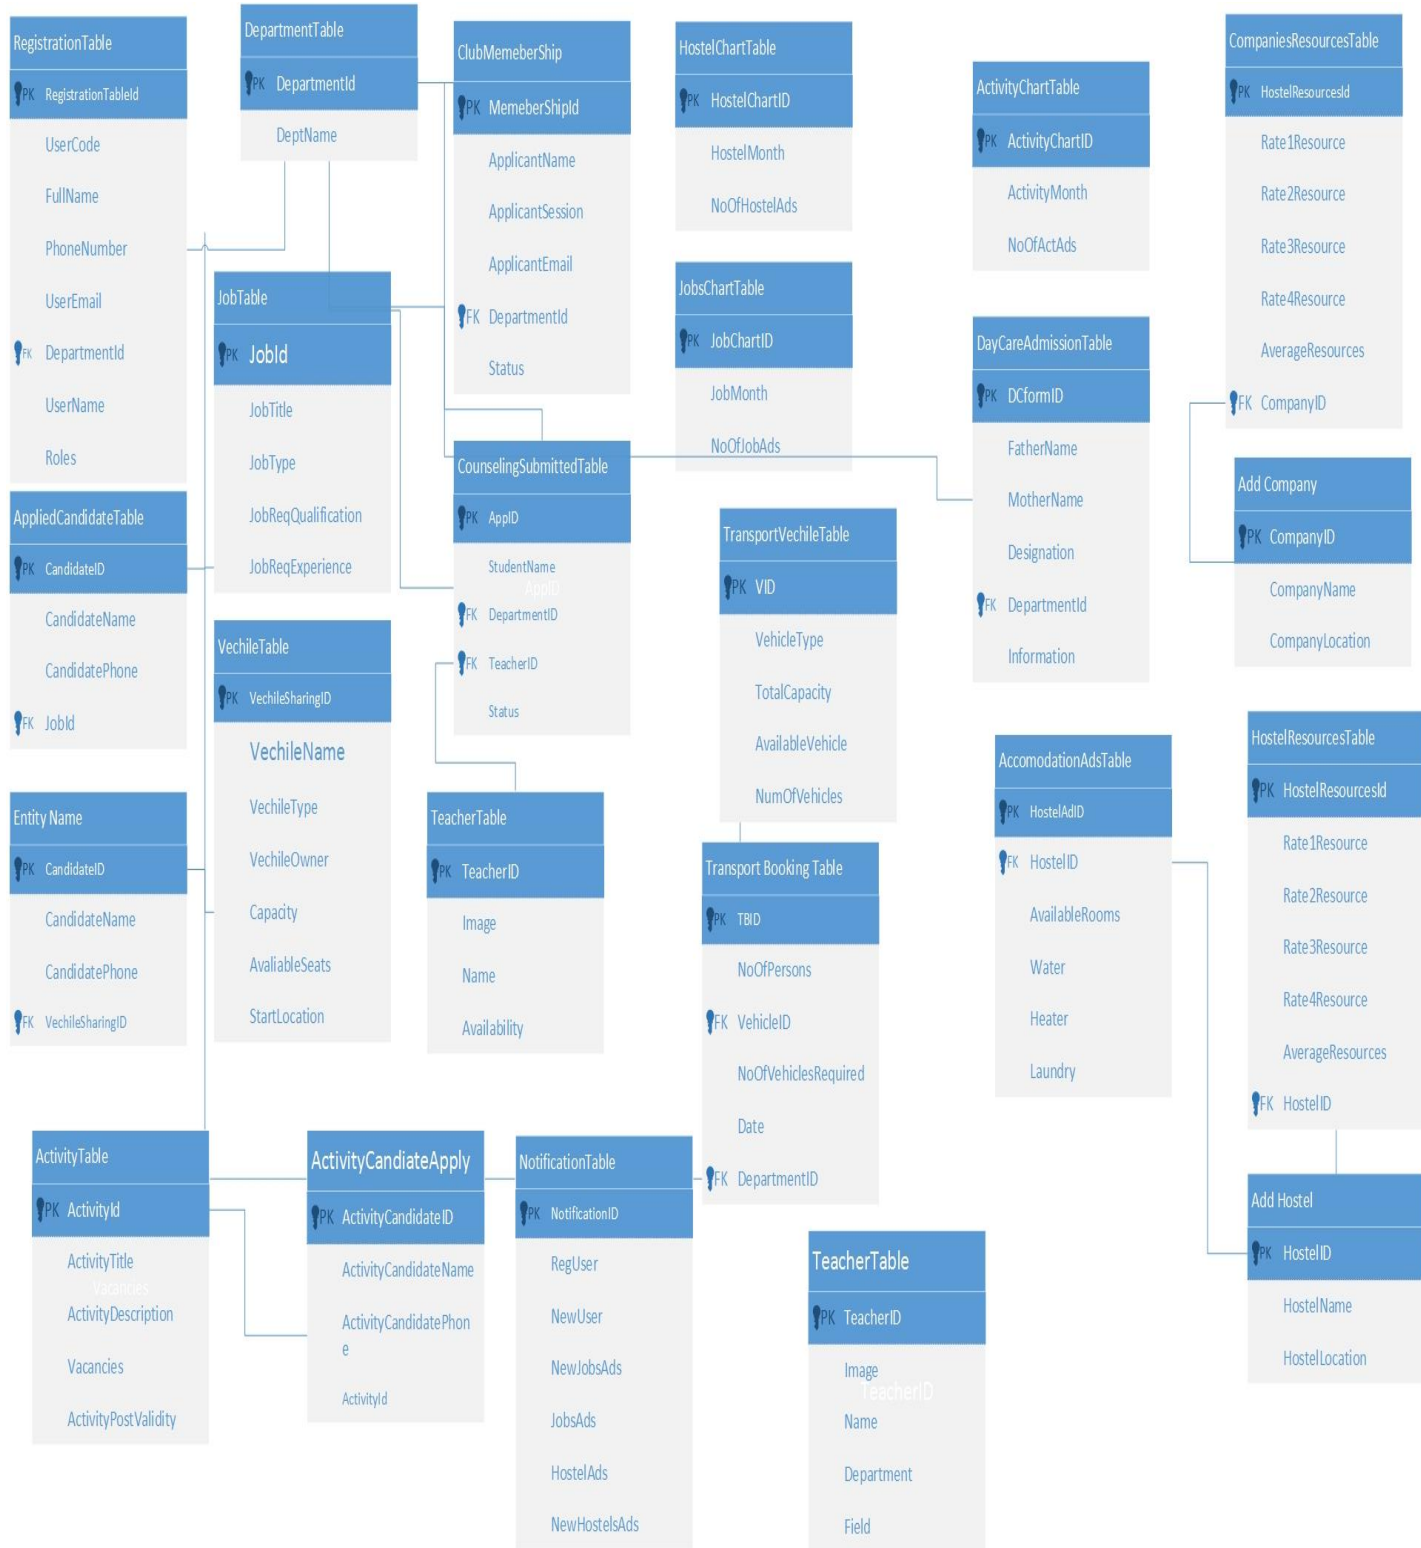 RegistrationTable
PK RegistrationTableId
UserCode
FullName
PhoneNumber
UserEmail
FK DepartmentId
UserName
Roles
DepartmentTable
PK DepartmentId
DeptName
ClubMemeberShip
PK MemeberShipId
ApplicantName
ApplicantSession
ApplicantEmail
FK DepartmentId
Status
HostelChartTable
PK HostelChartID
HostelMonth
NoOfHostelAds
ActivityChartTable
PK ActivityChartID
ActivityMonth
NoOfActAds
CompaniesResourcesTable
PK HostelResourcesId
Rate1Resource
Rate2Resource
Rate3Resource
Rate4Resource
AverageResources
FK CompanyID
JobTable
PK JobId
JobTitle
JobType
JobReqQualification
JobReqExperience
JobsChartTable
PK JobChartID
JobMonth
NoOfJobAds
DayCareAdmissionTable
PK DCformID
FatherName
MotherName
Designation
FK DepartmentId
Information
AppliedCandidateTable
PK CandidateID
CandidateName
CandidatePhone
FK JobId
CounselingSubmittedTable
PK AppID
StudentName
AppID
FK DepartmentID
FK TeacherID
Status
Add Company
PK CompanyID
CompanyName
CompanyLocation
TransportVechileTable
PK VID
VehicleType
TotalCapacity
AvailableVehicle
NumOfVehicles
VechileTable
PK VechileSharingID
VechileName
VechileType
VechileOwner
Capacity
AvaliableSeats
StartLocation
Entity Name
PK CandidateID
CandidateName
CandidatePhone
FK VechileSharingID
TeacherTable
PK TeacherID
Image
Name
Availability
Transport Booking Table
PK TBID
NoOfPersons
FK VehicleID
NoOfVehiclesRequired
Date
FK DepartmentID
AccomodationAdsTable
PK HostelAdID
FK HostelID
AvailableRooms
Water
Heater
Laundry
HostelResourcesTable
PK HostelResourcesId
Rate1Resource
Rate2Resource
Rate3Resource
Rate4Resource
AverageResources
FK HostelID
ActivityTable
PK ActivityId
ActivityTitle
Vacancies
ActivityDescription
Vacancies
ActivityPostValidity
ActivityCandiateApply
PK ActivityCandidateID
ActivityCandidateName
ActivityCandidatePhon
e
ActivityId
NotificationTable
PK NotificationID
RegUser
NewUser
NewJobsAds
JobsAds
HostelAds
NewHostelsAds
TeacherTable
PK TeacherID
Image
TeacherID
Name
Department
Field
Add Hostel
PK HostelID
HostelName
HostelLocation